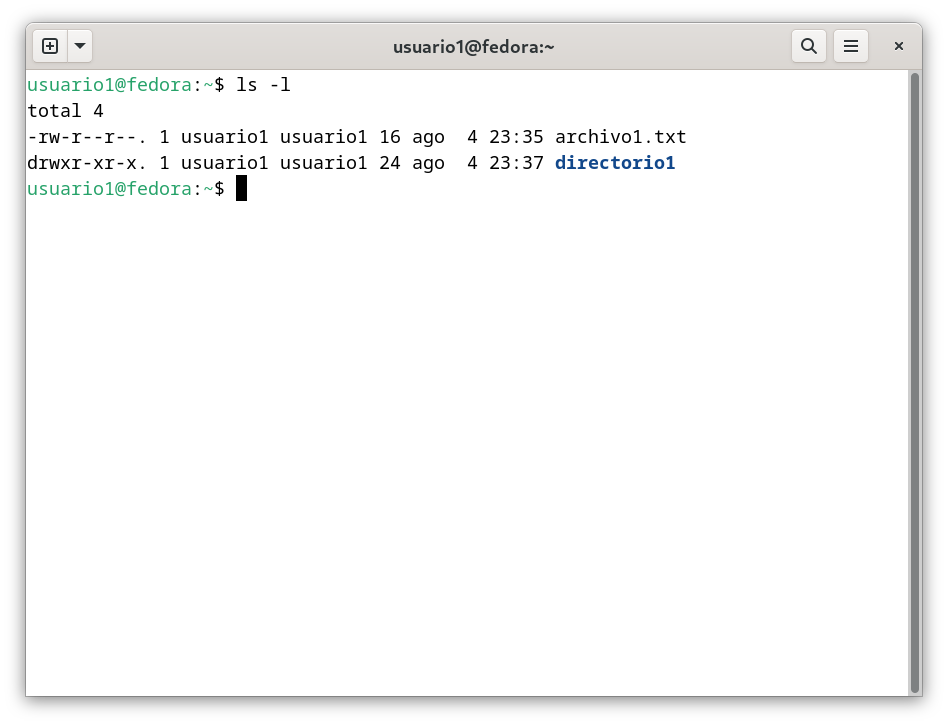 usuario1@fedora:~
usuario1@fedora:~$ ls -l
total 4
-rw-r--r--. 1 usuario1 usuario1 16 ago  4 23:35 archivo1.txt
drwxr-xr-x. 1 usuario1 usuario1 24 ago  4 23:37 directorio1
usuario1@fedora:~$